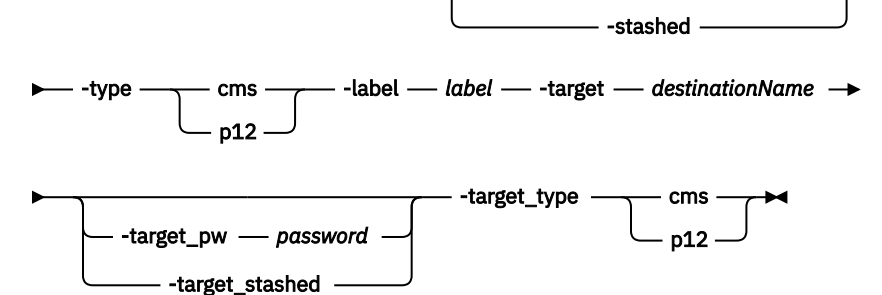 -stashed
-type cms -label label -target destinationName
p12
-target_type cms
-target_pw password p12
-target_stashed